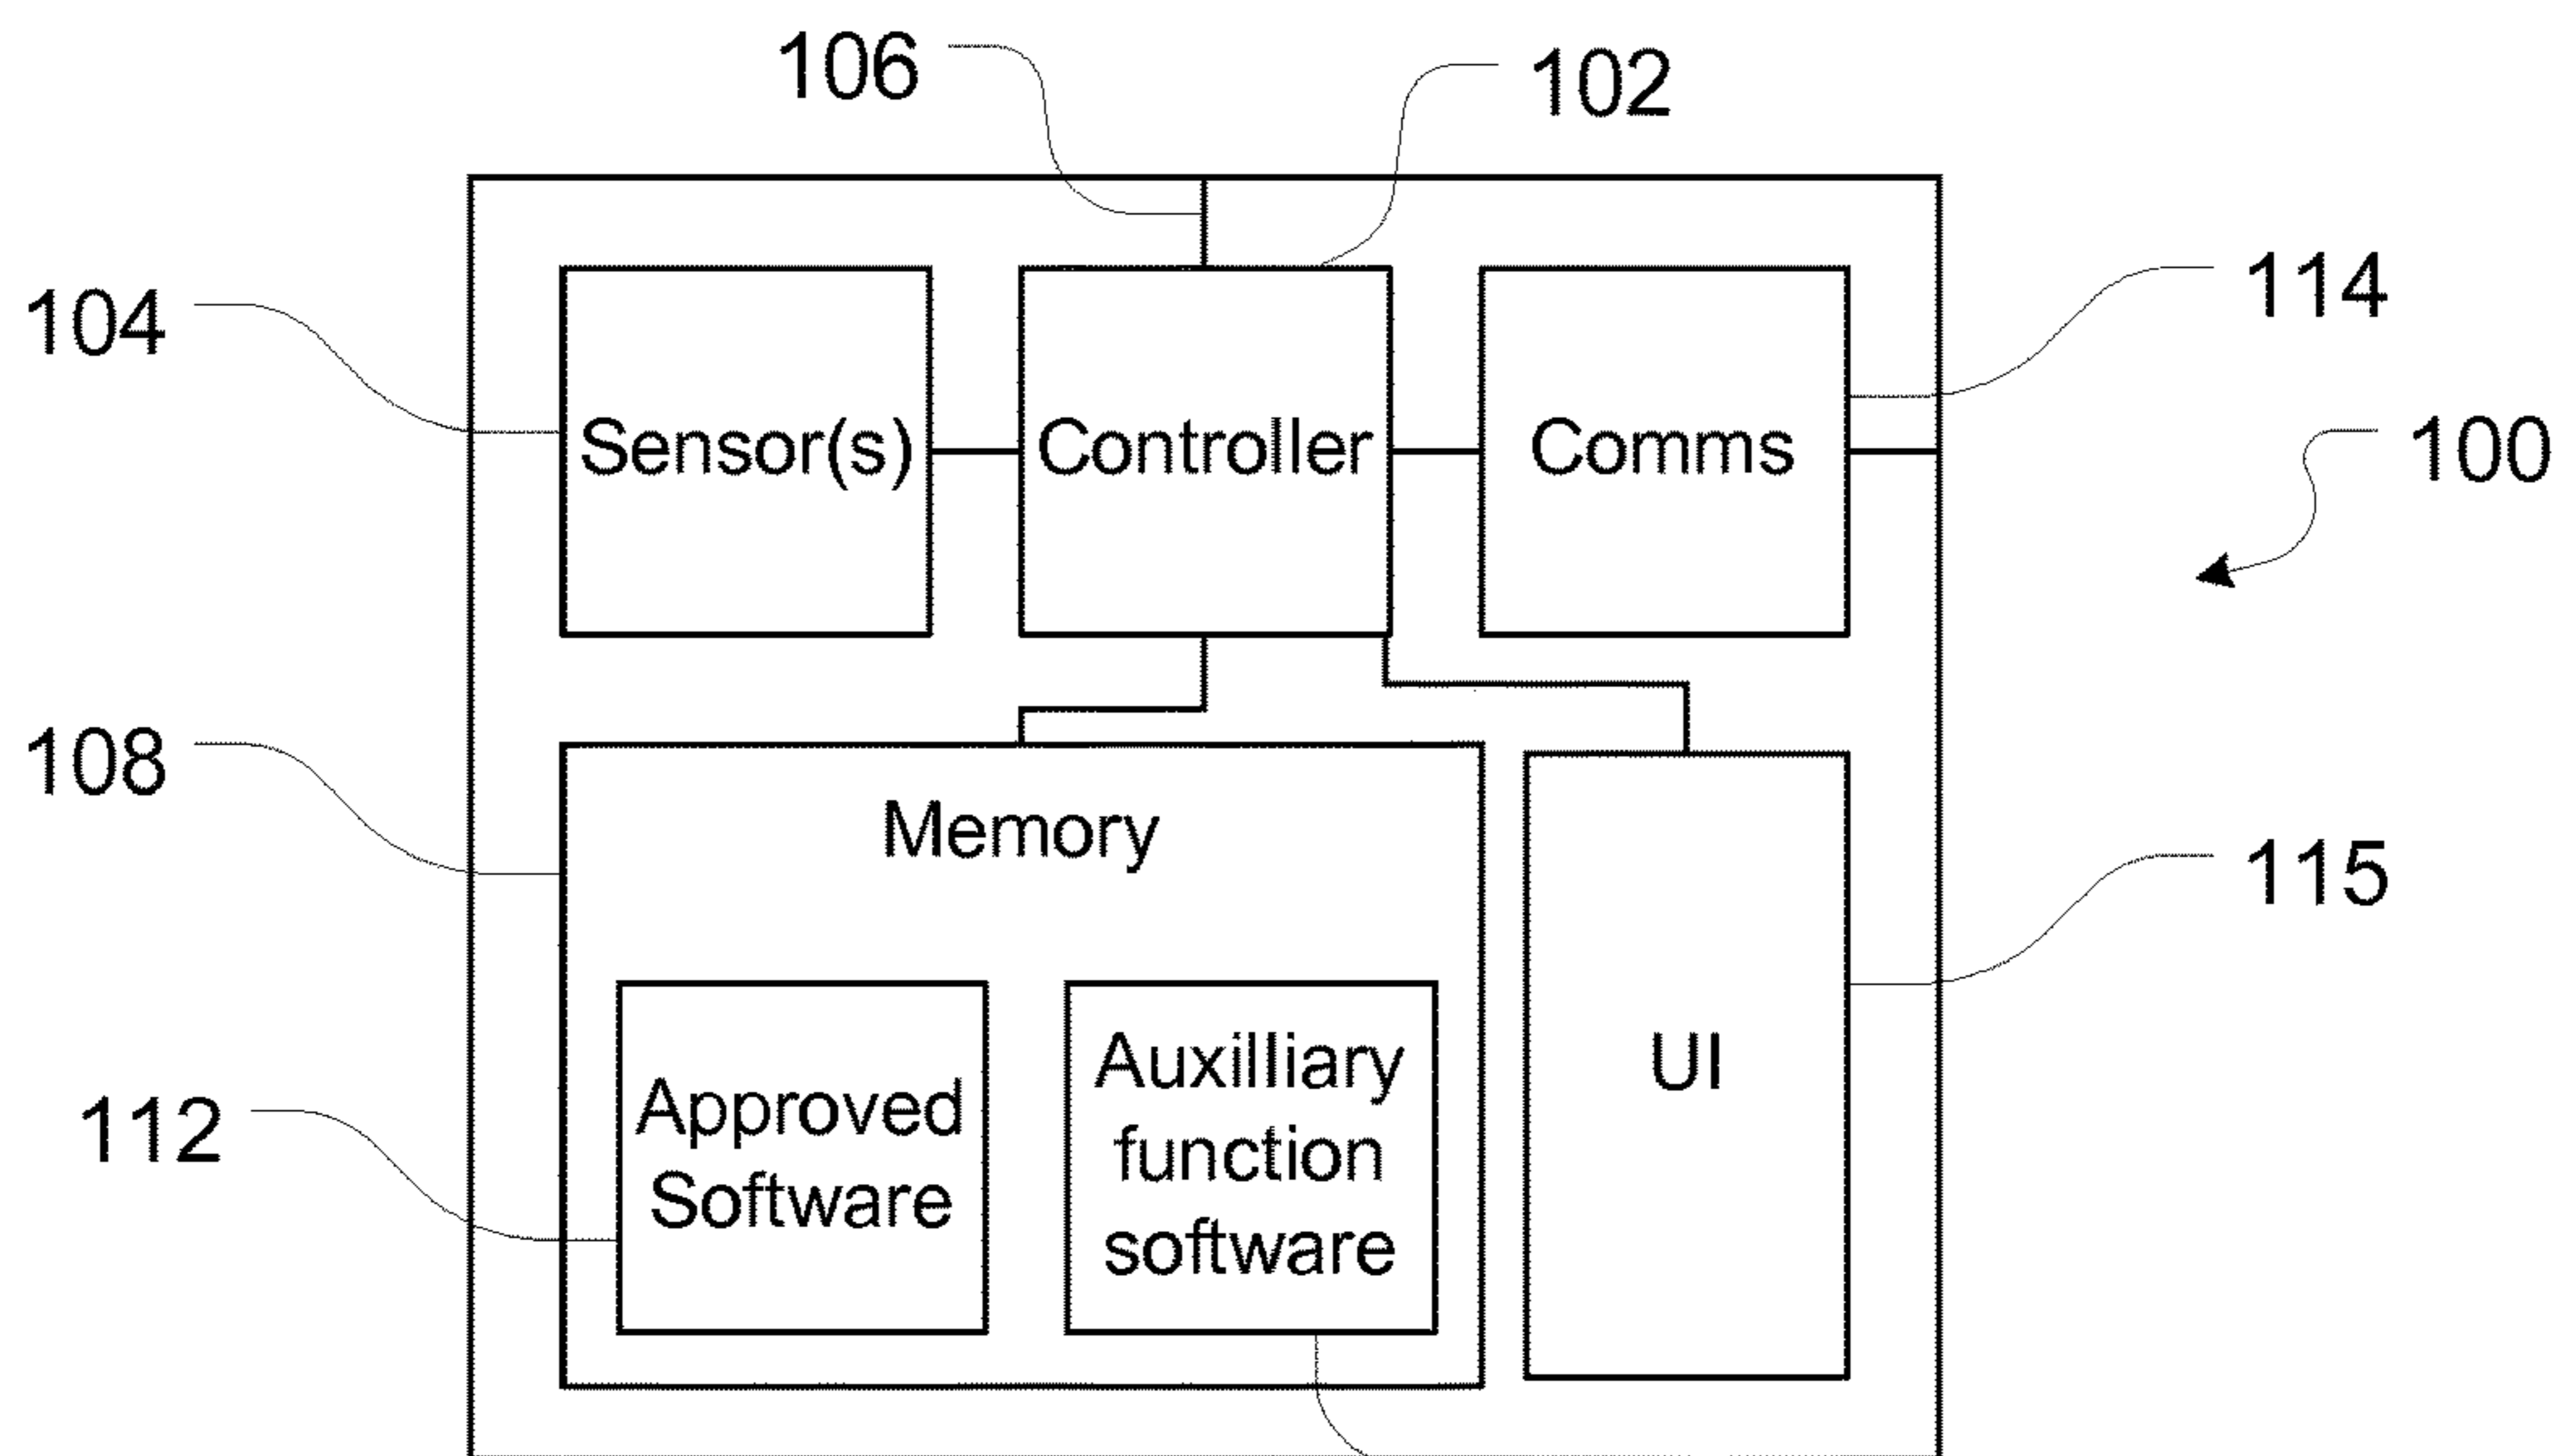 106
102
104
114
Sensor(s)
Controller
Comms
100
108
Memory
115
Approved
Software
112
Auxilliary
function
software
UI